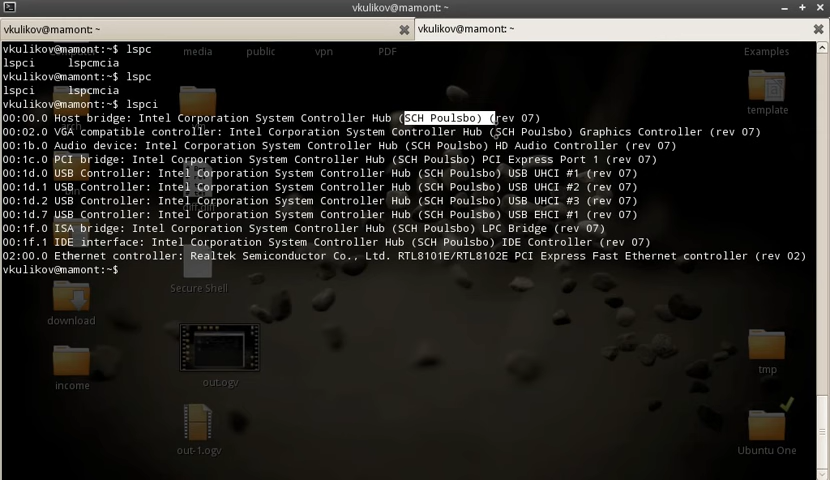 vkulikov@mamont: ~
vkulikov@mamont: ~
vkulikov@mamont: ~
vkulikov@mamont:~$ lspc
lspci lspcmcia
vkulikov@mamont:~$ lspc
lspci lspcmcia
vkulikov@mamont:~$ lspci
00:00.0 Host bridge: Intel Corporation System Controller Hub (SCH Poulsbo) (rev 07)
00:02.0 VGA compatible controller: Intel Corporation System Controller Hub (SCH Poulsbo) Graphics Controller (rev 07)
00:1b.0 Audio device: Intel Corporation System Controller Hub (SCH Poulsbo) HD Audio Controller (rev 07)
00:1c.0 PCI bridge: Intel Corporation System Controller Hub (SCH Poulsbo) PCI Express Port 1 (rev 07)
00:1d.0 USB Controller: Intel Corporation System Controller Hub (SCH Poulsbo) USB UHCI #1 (rev 07)
00:1d.1 USB Controller: Intel Corporation System Controller Hub (SCH Poulsbo) USB UHCI #2 (rev 07)
00:1d.2 USB Controller: Intel Corporation System Controller Hub (SCH Poulsbo) USB UHCI #3 (rev 07)
00:1d.7 USB Controller: Intel Corporation System Controller Hub (SCH Poulsbo) USB EHCI #1 (rev 07)
00:1f.0 ISA bridge: Intel Corporation System Controller Hub (SCH Poulsbo) LPC Bridge (rev 07)
00:1f.1 IDE interface: Intel Corporation System Controller Hub (SCH Poulsbo) IDE Controller (rev 07)
02:00.0 Ethernet controller: Realtek Semiconductor Co., Ltd. RTL8101E/RTL8102E PCI Express Fast Ethernet controller (rev 02)
vkulikov@mamont:~$
media
public
vpn
PDF
Examples
template
Secure Shell
download
out.ogv
income
tmp
out-1.ogv
Ubuntu One